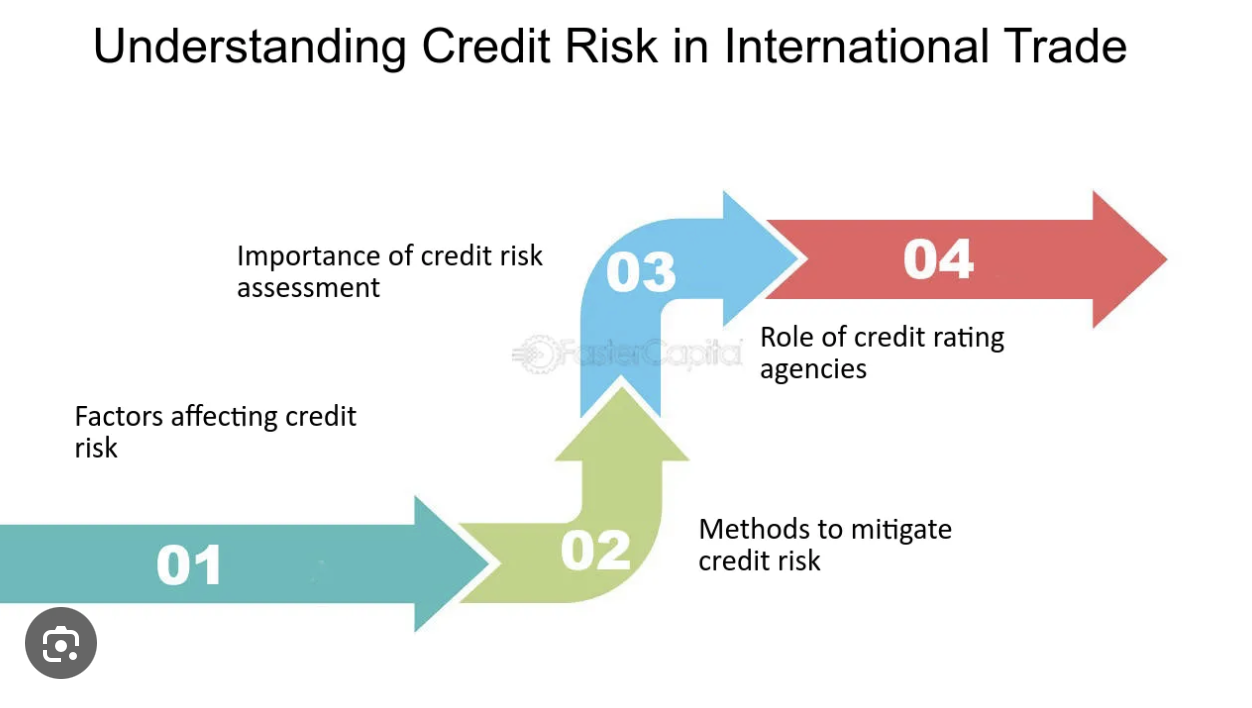 Understanding Credit Risk in International Trade
Importance of credit risk
assessment
03
04
FasterCapital
Role of credit rating
agencies
Factors affecting credit
risk
01
02
Methods to mitigate
credit risk